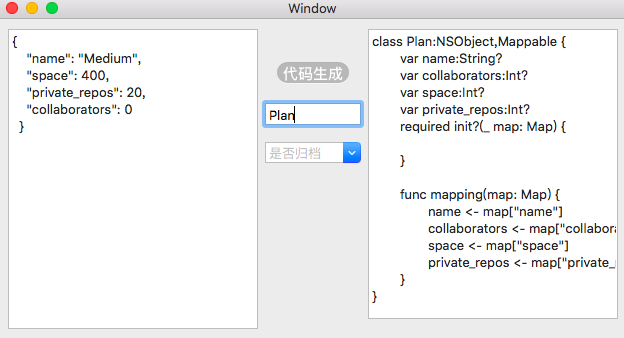 Window
{
"name": "Medium",
"space": 400,
"private_repos": 20,
"collaborators": 0
}
代码生成
Plan
是否归档
class Plan:NSObject,Mappable {
var name:String?
var collaborators:Int?
var space:Int?
var private_repos:Int?
required init?(_ map: Map) {
}
func mapping(map: Map) {
name <- map["name"]
collaborators <- map["collabora
space <- map["space"]
private_repos <- map["private_
}
}